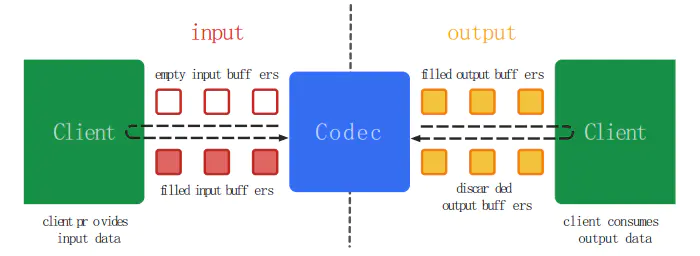 input
output
empty input buff ers
filled output buff ers
Client
Codec
Client
filled input buff ers
discar ded
output buff ers
client pr o vides
input data
client consumes
output data